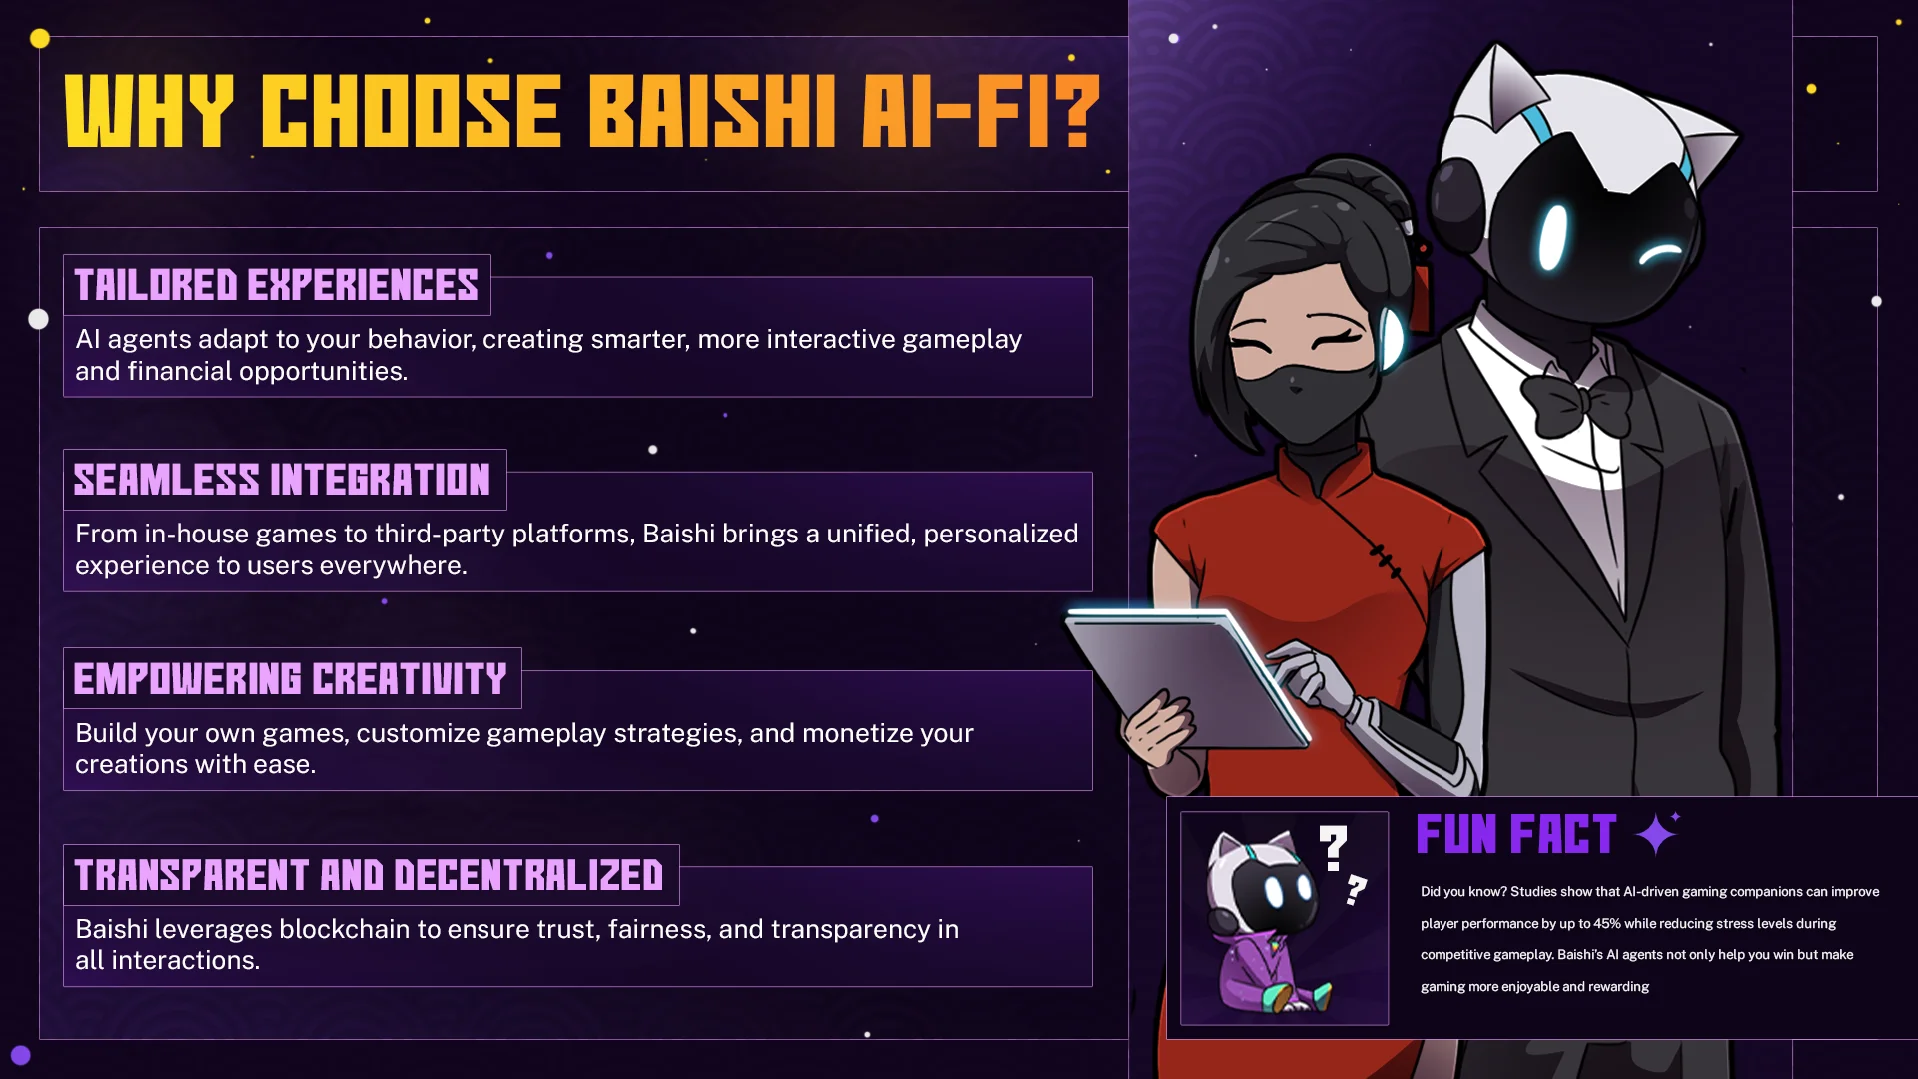 WHY CHOOSE BAISHI AI-FI?
TAILORED EXPERIENCES
AI agents adapt to your behavior, creating smarter, more interactive gameplay
and financial opportunities.
SEAMLESS INTEGRATION
From in-house games to third-party platforms, Baishi brings a unified, personalized
experience to users everywhere.
EMPOWERING CREATIVITY
Build your own games, customize gameplay strategies, and monetize your
creations with ease.
TRANSPARENT AND DECENTRALIZED
Baishi leverages blockchain to ensure trust, fairness, and transparency in
all interactions.
?
?
FUN FACT
Did you know? Studies show that AI-driven gaming companions can improve
player performance by up to 45% while reducing stress levels during
competitive gameplay. Baishi's AI agents not only help you win but make
gaming more enjoyable and rewarding